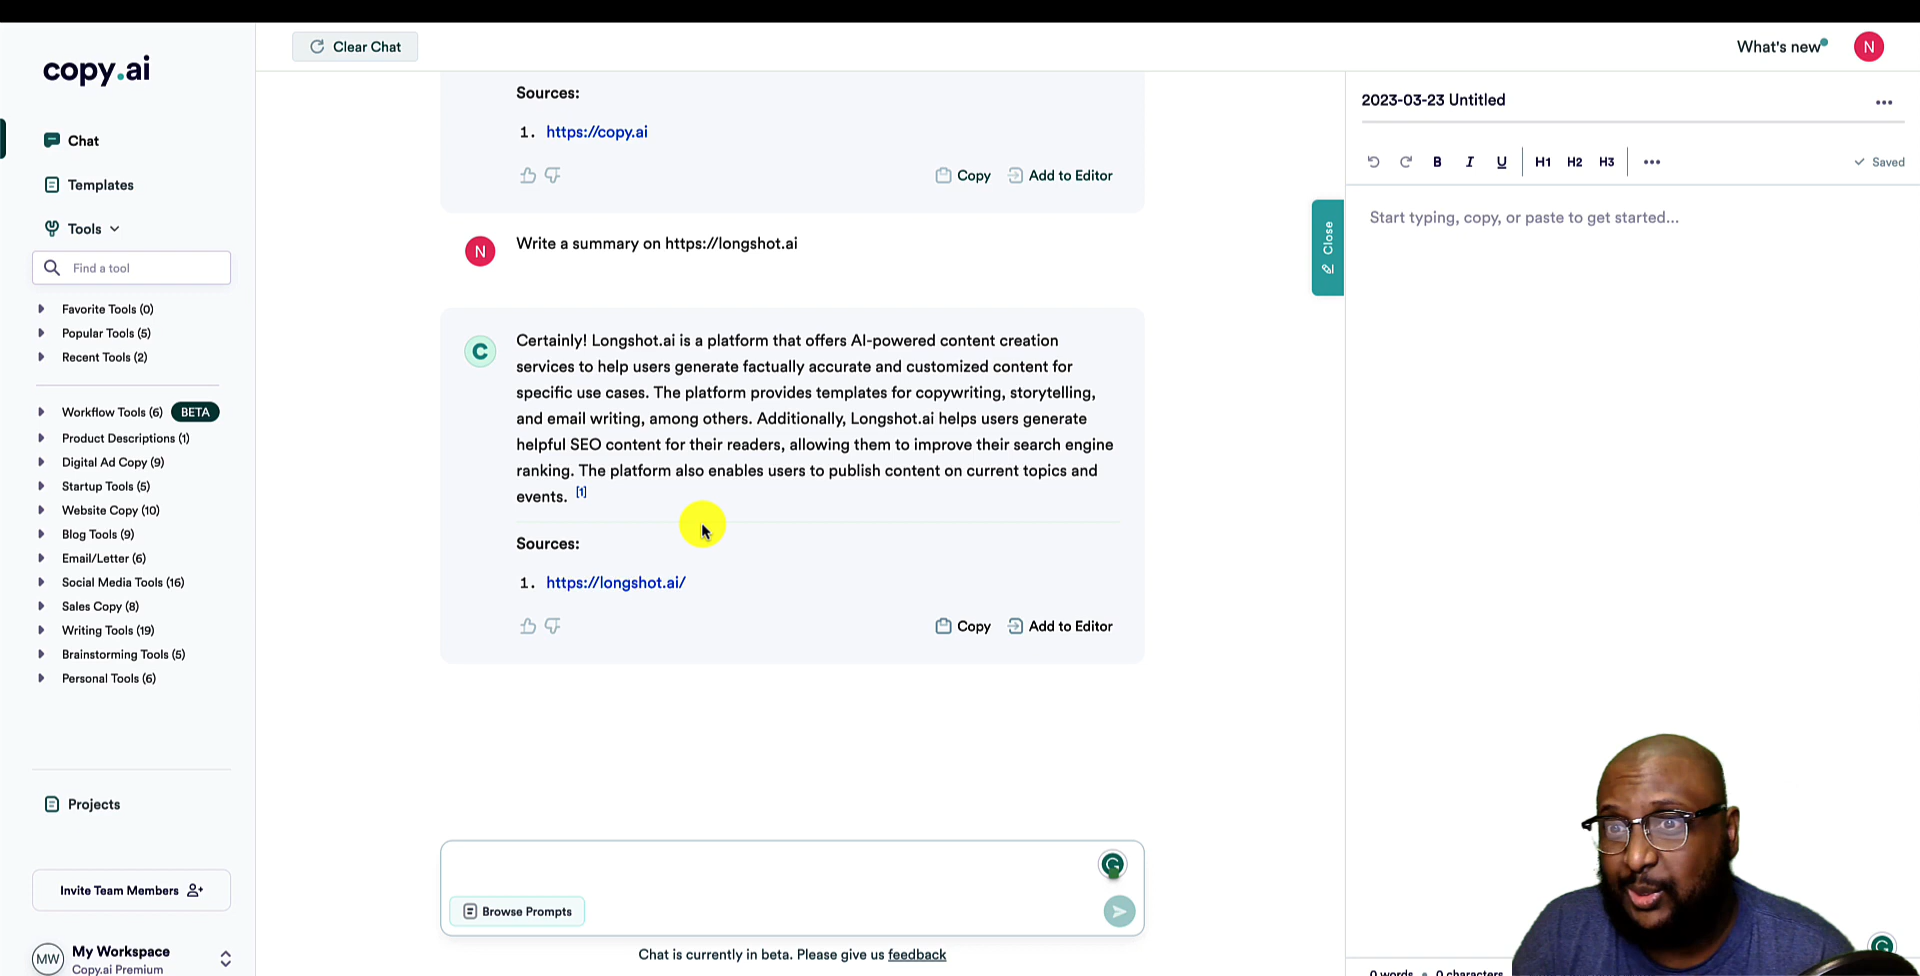 copy.ai
Clear Chat
What's new
N
Chat
Templates
Tools
Find a tool
Favorite Tools (0)
Popular Tools (5)
Recent Tools (2)
Workflow Tools (6) BETA
Product Descriptions (1)
Digital Ad Copy (9)
Startup Tools (5)
Website Copy (10)
Blog Tools (9)
Email/Letter (6)
Social Media Tools (16)
Sales Copy (8)
Writing Tools (19)
Brainstorming Tools (5)
Personal Tools (6)
Projects
Invite Team Members
MW
My Workspace
Copy.ai Premium
Sources:
1. https://copy.ai
Copy Add to Editor
N
Write a summary on https://longshot.ai
C
Certainly! Longshot.ai is a platform that offers AI-powered content creation
services to help users generate factually accurate and customized content for
specific use cases. The platform provides templates for copywriting, storytelling,
and email writing, among others. Additionally, Longshot.ai helps users generate
helpful SEO content for their readers, allowing them to improve their search engine
ranking. The platform also enables users to publish content on current topics and
events. [1]
Sources:
1. https://longshot.ai/
Copy Add to Editor
Browse Prompts
Chat is currently in beta. Please give us feedback
Close
2023-03-23 Untitled
B I U H1 H2 H3 Saved
Start typing, copy, or paste to get started...
0 words • 0 characters